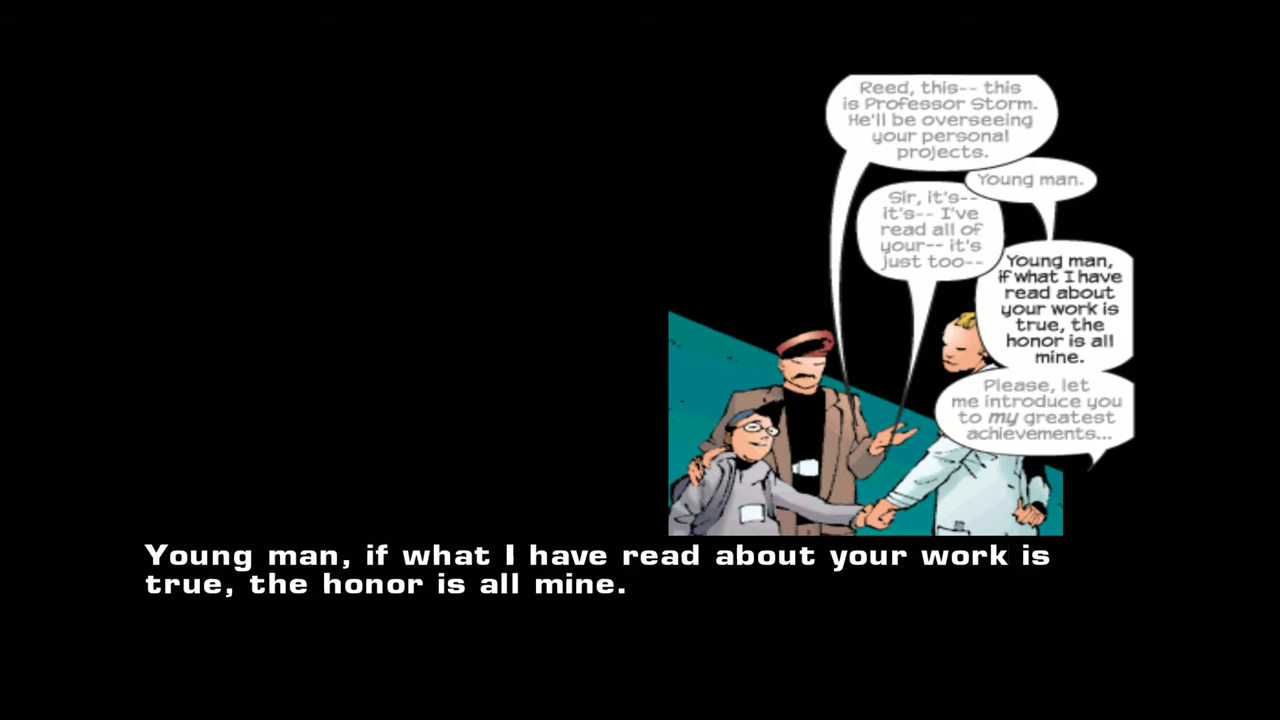 Reed, this-- this
is Professor Storm.
He'll be overseeing
your personal
projects.
Young man.
Sir, it's--
it's-- I've
read all of
your-- it's
just too--
Young man,
if what I have
read about
your work is
true, the
honor is all
mine.
Please, let
me introduce you
to my greatest
achievements...
Young man, if what I have read about your work is
true, the honor is all mine.